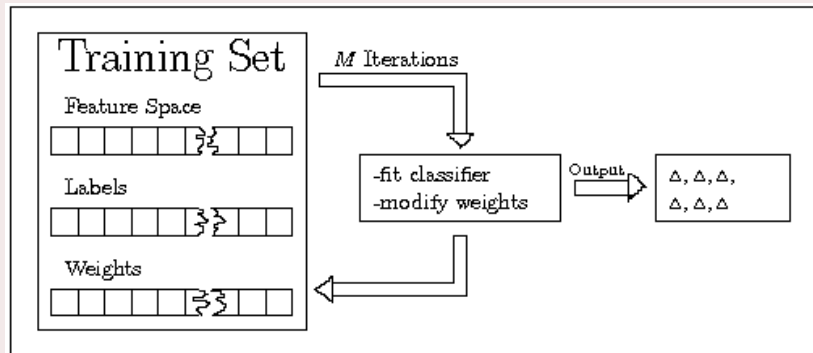 Training Set
Feature Space
Labels
Weights
M Iterations
-fit classifier
-modify weights
Output
Δ, Δ, Δ,
Δ, Δ, Δ